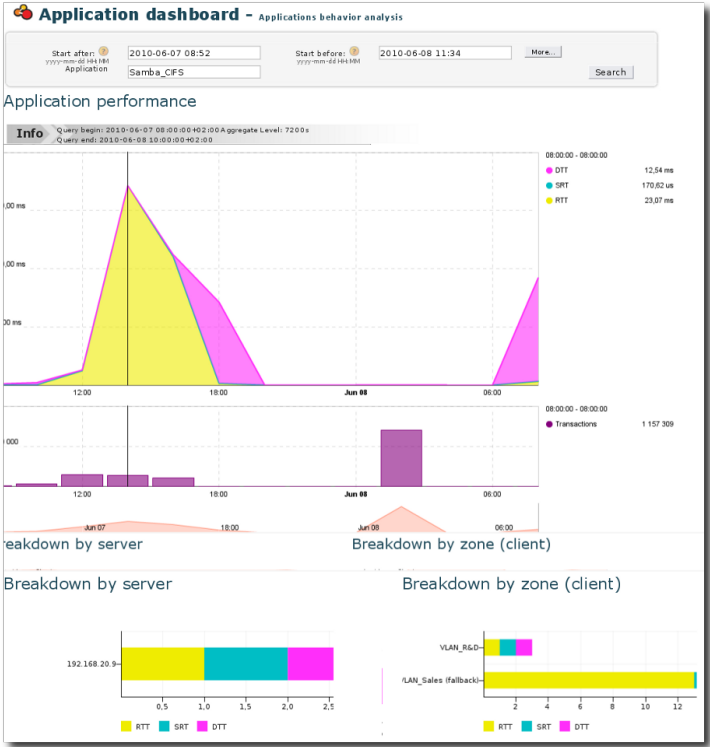 Application dashboard - Applications behavior analysis
Start after: ? 2010-06-07 08:52 Start before: ? 2010-06-08 11:34 More...
yyyy-mm-dd HH:MM yyyy-mm-dd HH:MM
Application Samba_CIFS Search
Application performance
Info Query begin: 2010-06-07 08:00:00+02:00 Aggregate Level: 7200s
Query end: 2010-06-08 10:00:00+02:00
08:00:00 - 08:00:00
DTT 12,54 ms
SRT 170,62 us
RTT 23,07 ms
,00 ms
,00 ms
00 ms
12:00 18:00 Jun 08 06:00
08:00:00 - 08:00:00
Transactions 1 157 309
000
12:00 18:00 Jun 08 06:00
Jun 07 18:00 Jun 08 06:00
reakdown by server Breakdown by zone (client)
Breakdown by server Breakdown by zone (client)
192.168.20.9
0,5 1,0 1,5 2,0 2,5
RTT SRT DTT
VLAN_R&D
LAN_Sales (fallback)
2 4 6 8 10 12
RTT SRT DTT